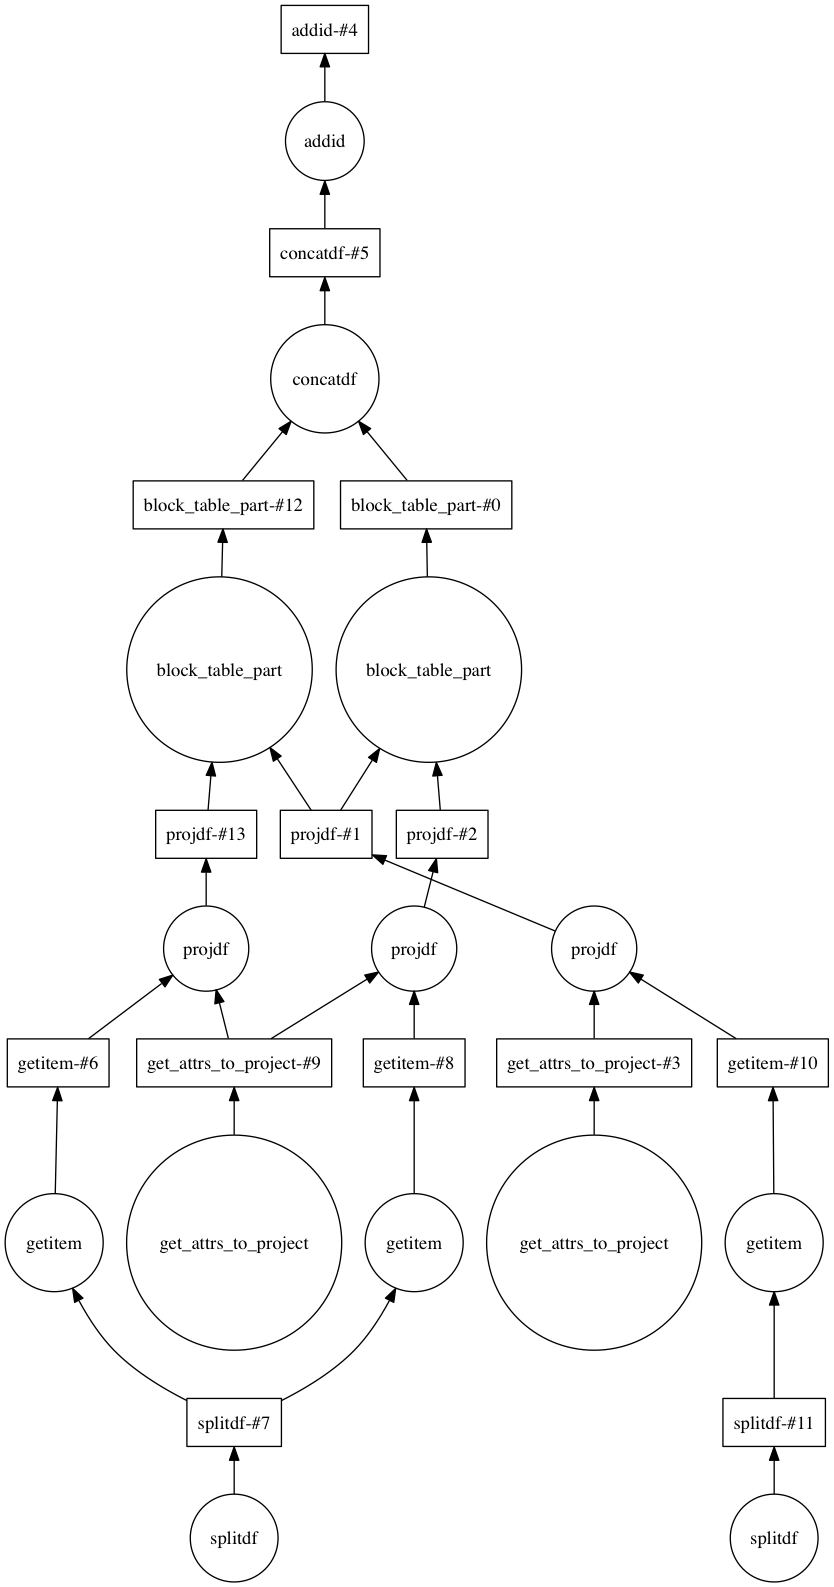 addid-#4
addid
concatdf-#5
concatdf
block_table_part-#12
block_table_part-#0
block_table_part
block_table_part
projdf-#13
projdf-#1
projdf-#2
projdf
projdf
projdf
getitem-#6
get_attrs_to_project-#9
getitem-#8
get_attrs_to_project-#3
getitem-#10
getitem
get_attrs_to_project
getitem
get_attrs_to_project
getitem
splitdf-#7
splitdf-#11
splitdf
splitdf